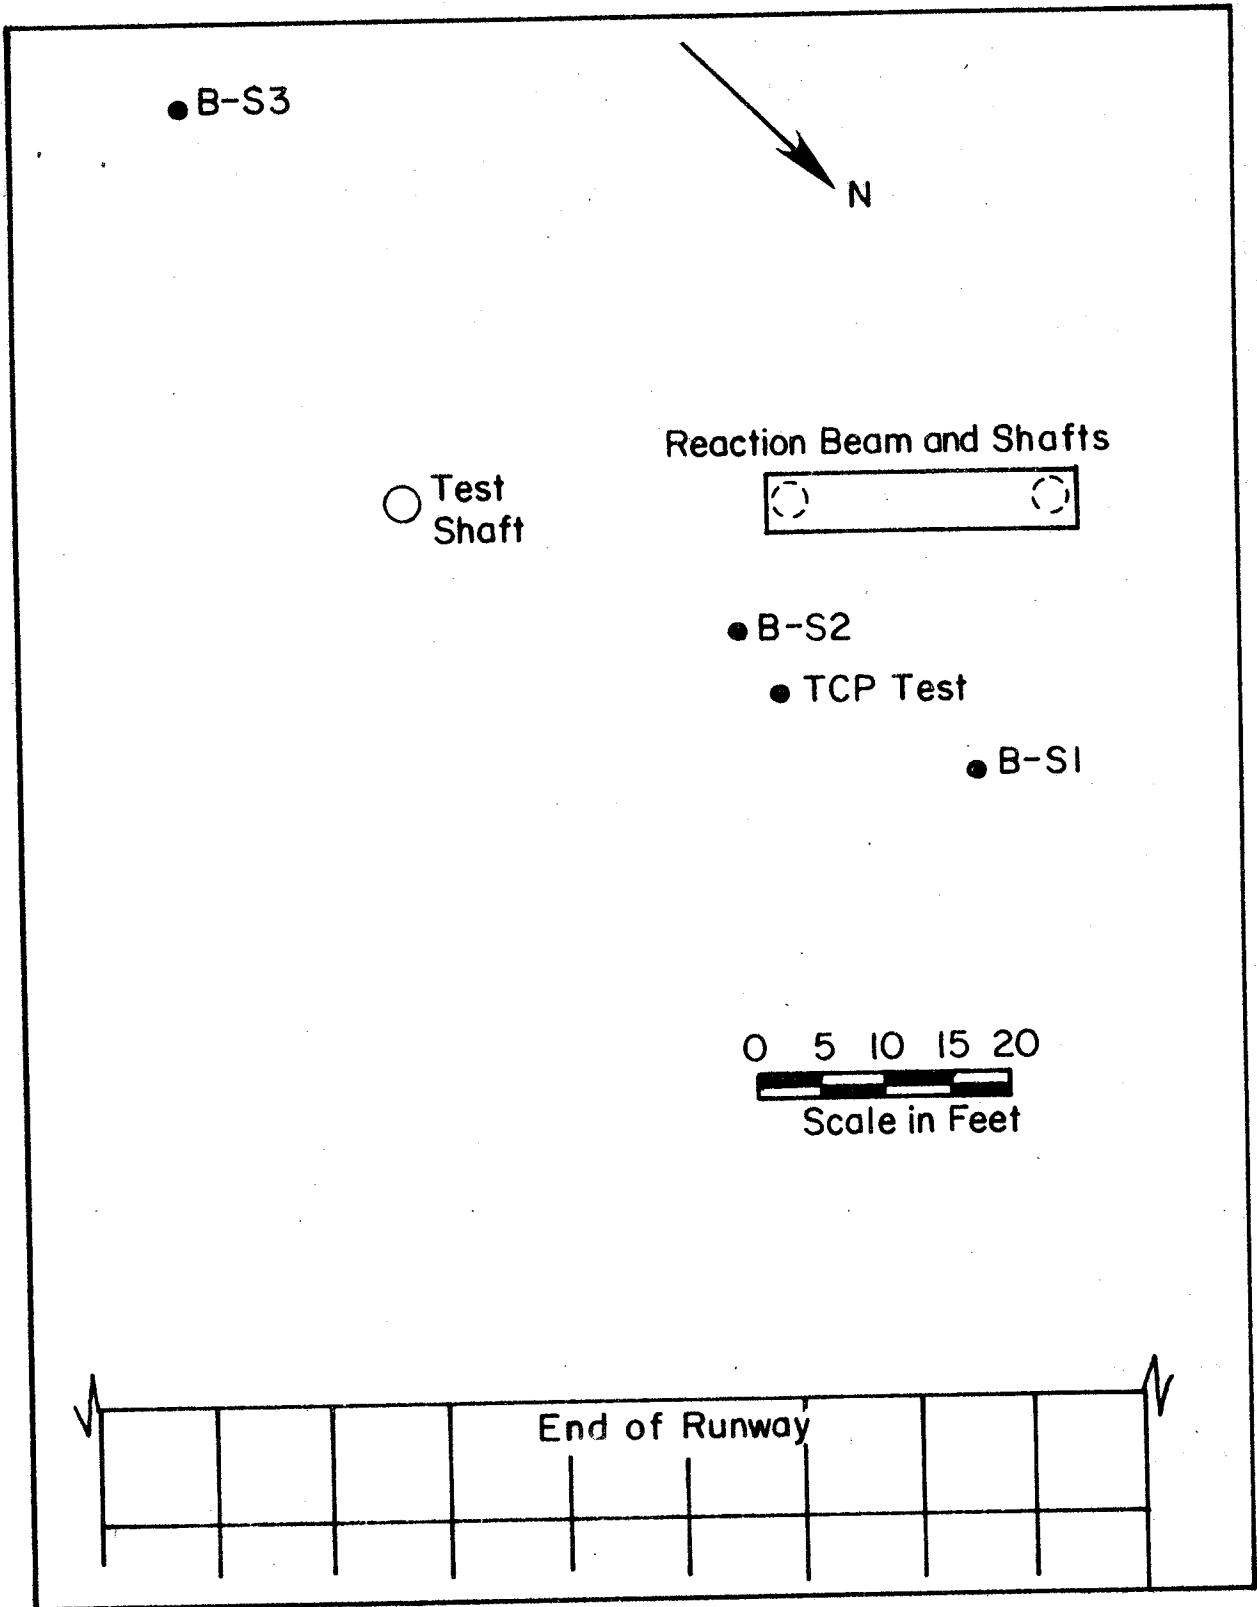 B-S3
N
Reaction Beam and Shafts
Test
Shaft
B-S2
TCP Test
B-S1
0 5 10 15 20
Scale in Feet
End of Runway